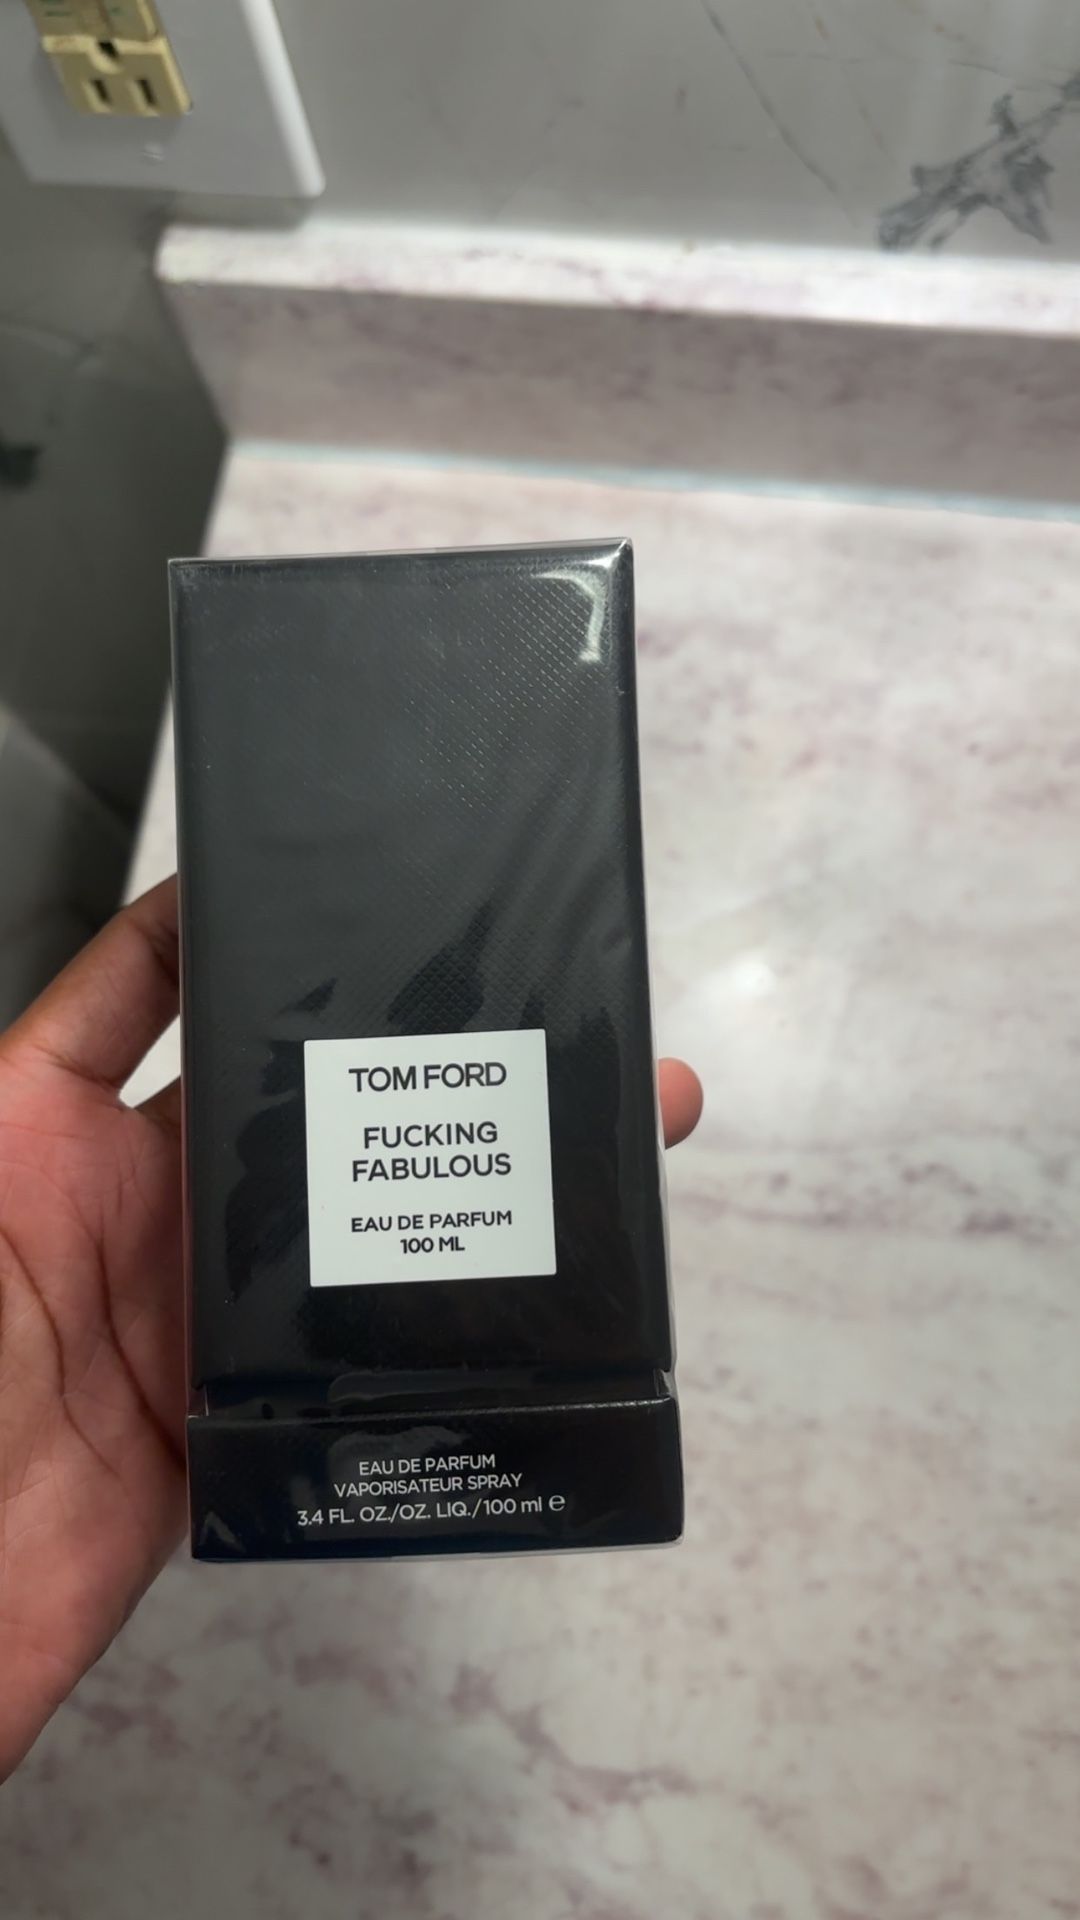 TOM FORD
FUCKING
FABULOUS
EAU DE PARFUM
100 ML
EAU DE PARFUM
VAPORISATEUR SPRAY
3.4 FL. OZ./OZ. LIQ./100 ml ℮